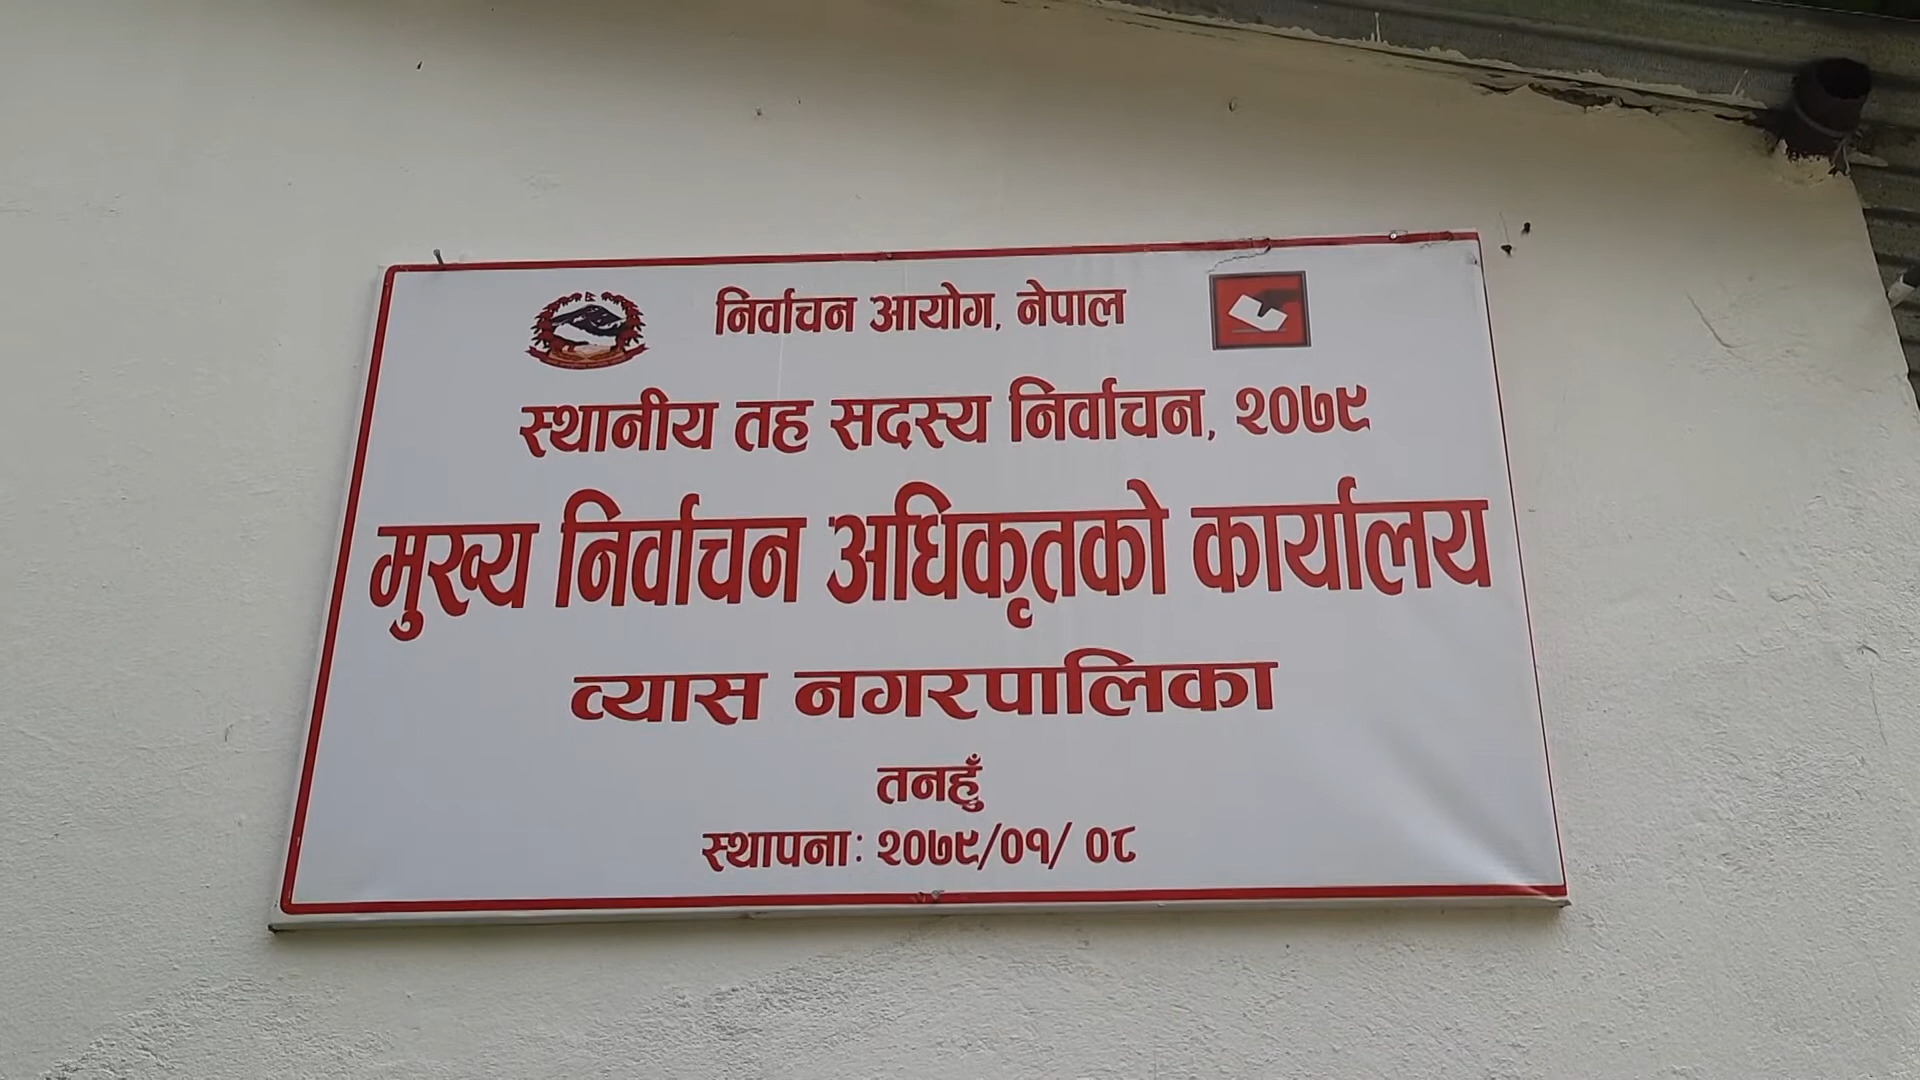 निर्वाचन आयोग, नेपाल
स्थानीय तह सदस्य निर्वाचन, २०७९
मुख्य निर्वाचन अधिकृतको कार्यालय
व्यास नगरपालिका
तनहुँ
स्थापना: २०७९/०१/ ०८